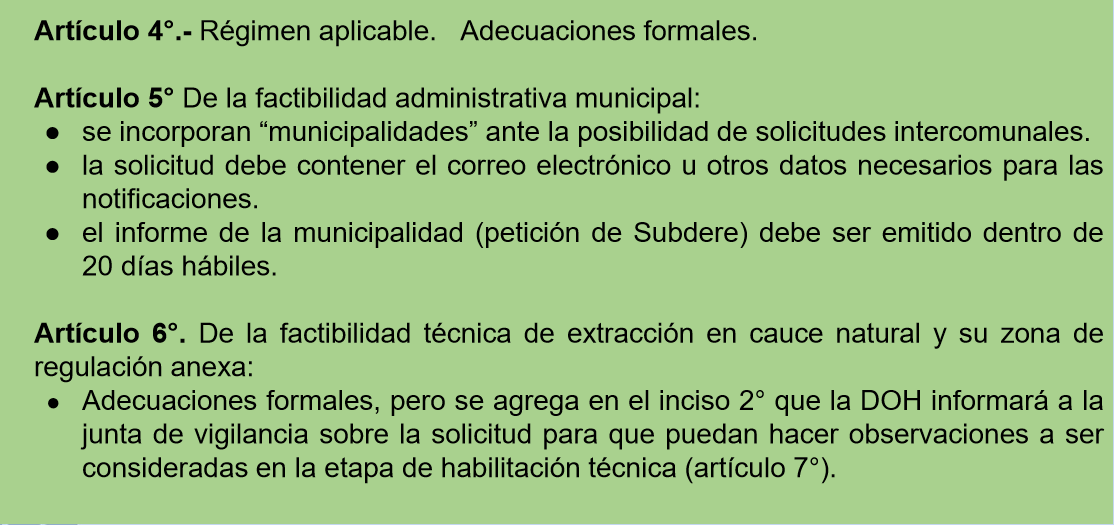 Artículo 4°.- Régimen aplicable. Adecuaciones formales.
Artículo 5° De la factibilidad administrativa municipal:
● se incorporan “municipalidades” ante la posibilidad de solicitudes intercomunales.
● la solicitud debe contener el correo electrónico u otros datos necesarios para las
notificaciones.
● el informe de la municipalidad (petición de Subdere) debe ser emitido dentro de
20 días hábiles.
Artículo 6°. De la factibilidad técnica de extracción en cauce natural y su zona de
regulación anexa:
● Adecuaciones formales, pero se agrega en el inciso 2° que la DOH informará a la
junta de vigilancia sobre la solicitud para que puedan hacer observaciones a ser
consideradas en la etapa de habilitación técnica (artículo 7°).